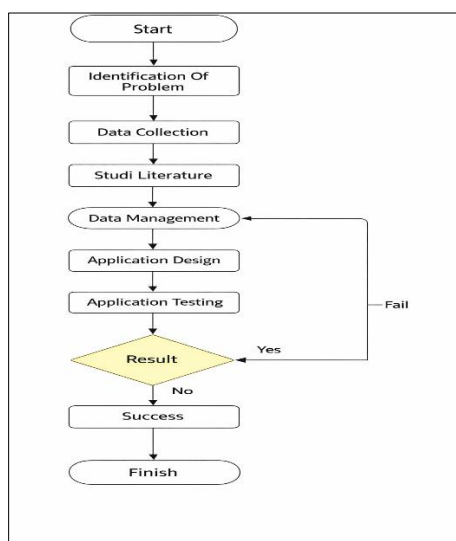 Start
Identification Of
Problem
Data Collection
Studi Literature
Data Management
Application Design
Application Testing
Fail
Result
Yes
No
Success
Finish